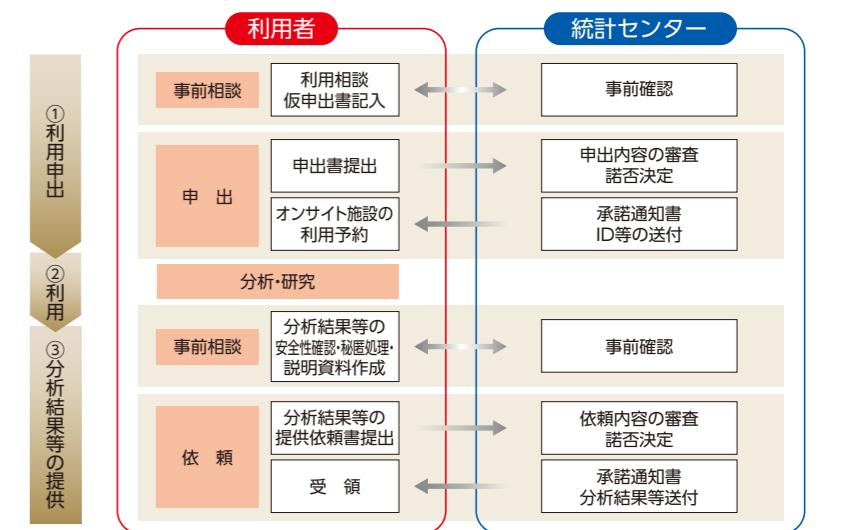 利用者
統計センター
①利用申出
事前相談
利用相談
仮申出書記入
事前確認
申 出
申出書提出
申出内容の審査
諾否決定
オンサイト施設の
利用予約
承諾通知書
ID等の送付
②利用
分析・研究
③分析結果等の提供
事前相談
分析結果等の
安全性確認・秘匿処理・
説明資料作成
事前確認
依 頼
分析結果等の
提供依頼書提出
依頼内容の審査
諾否決定
受 領
承諾通知書
分析結果等送付